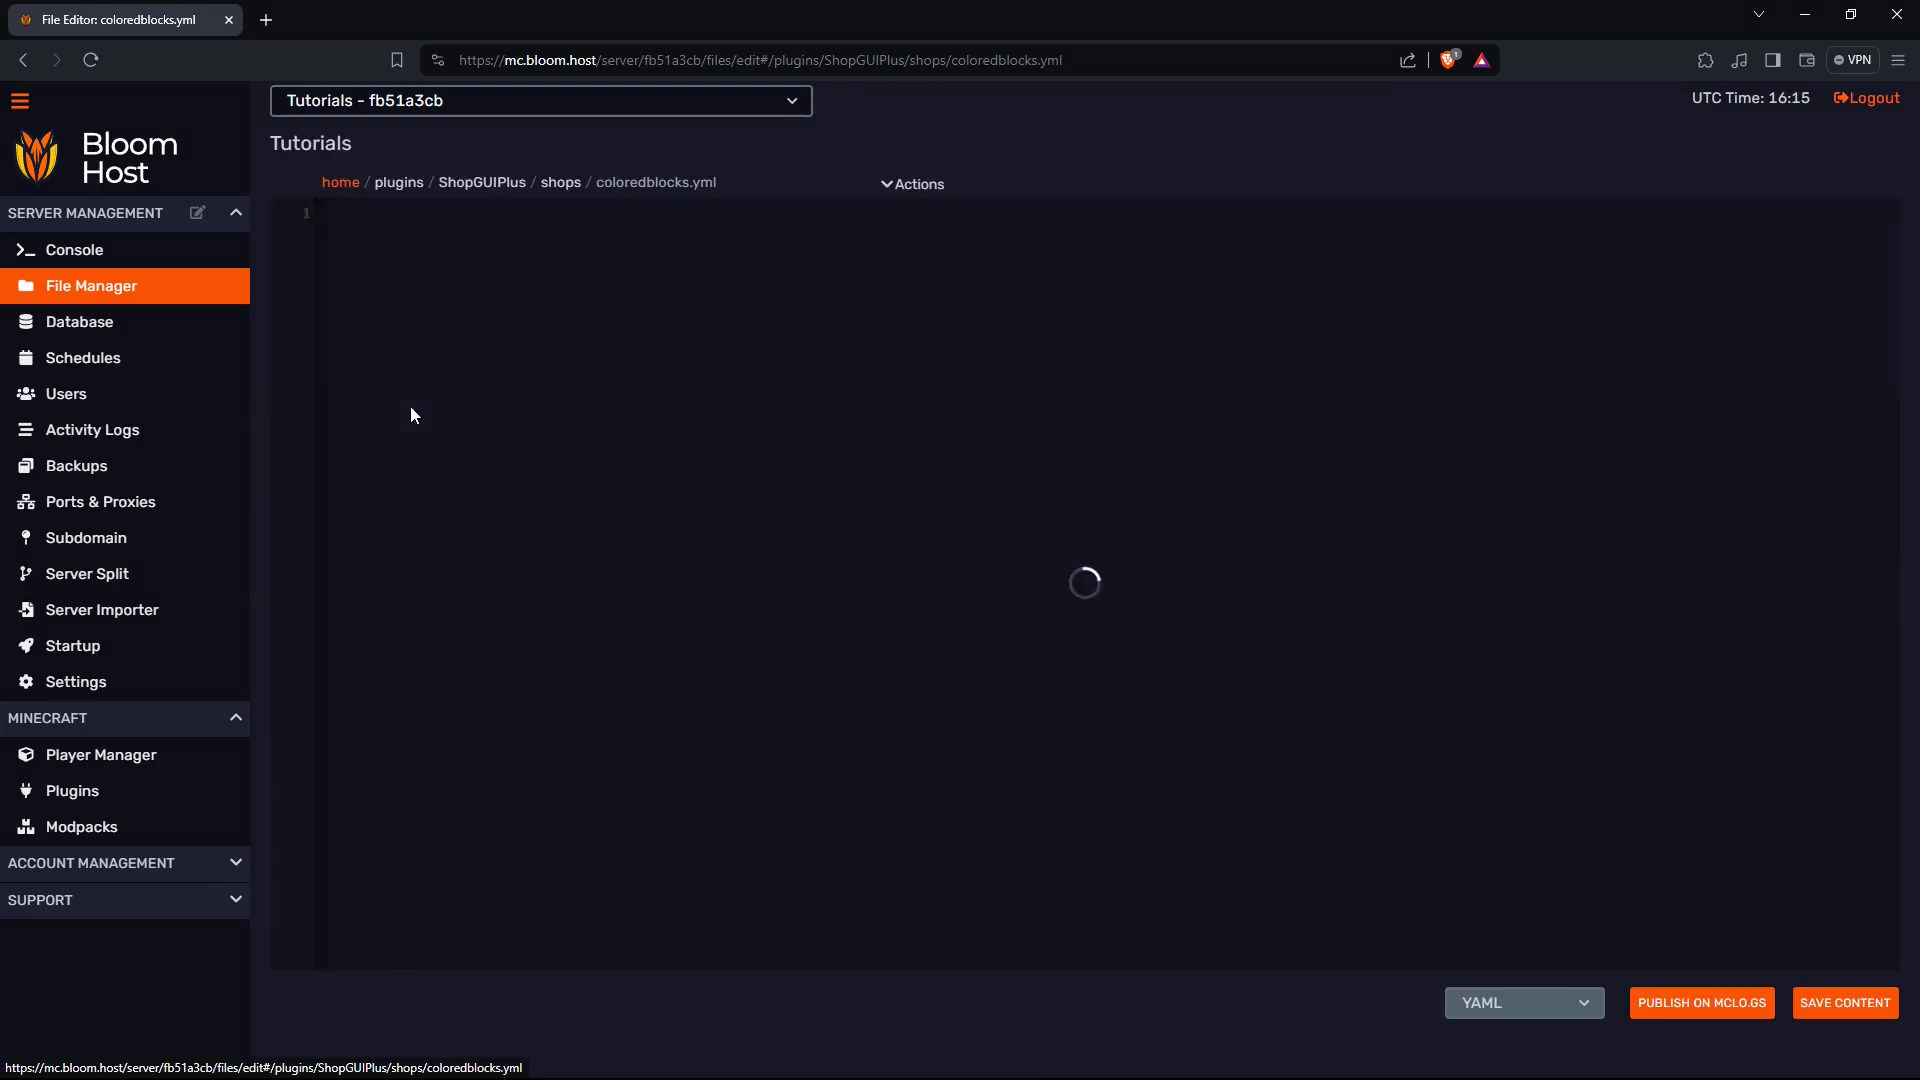 File Editor: coloredblocks.yml
https://mc.bloom.host/server/fb51a3cb/files/edit#/plugins/ShopGUIPlus/shops/coloredblocks.yml
1
VPN
Tutorials - fb51a3cb
UTC Time: 16:15
Logout
Bloom
Host
Tutorials
home / plugins / ShopGUIPlus / shops / coloredblocks.yml
Actions
SERVER MANAGEMENT
1
Console
File Manager
Database
Schedules
Users
Activity Logs
Backups
Ports & Proxies
Subdomain
Server Split
Server Importer
Startup
Settings
MINECRAFT
Player Manager
Plugins
Modpacks
ACCOUNT MANAGEMENT
SUPPORT
YAML
PUBLISH ON MCLO.GS
SAVE CONTENT
https://mc.bloom.host/server/fb51a3cb/files/edit#/plugins/ShopGUIPlus/shops/coloredblocks.yml